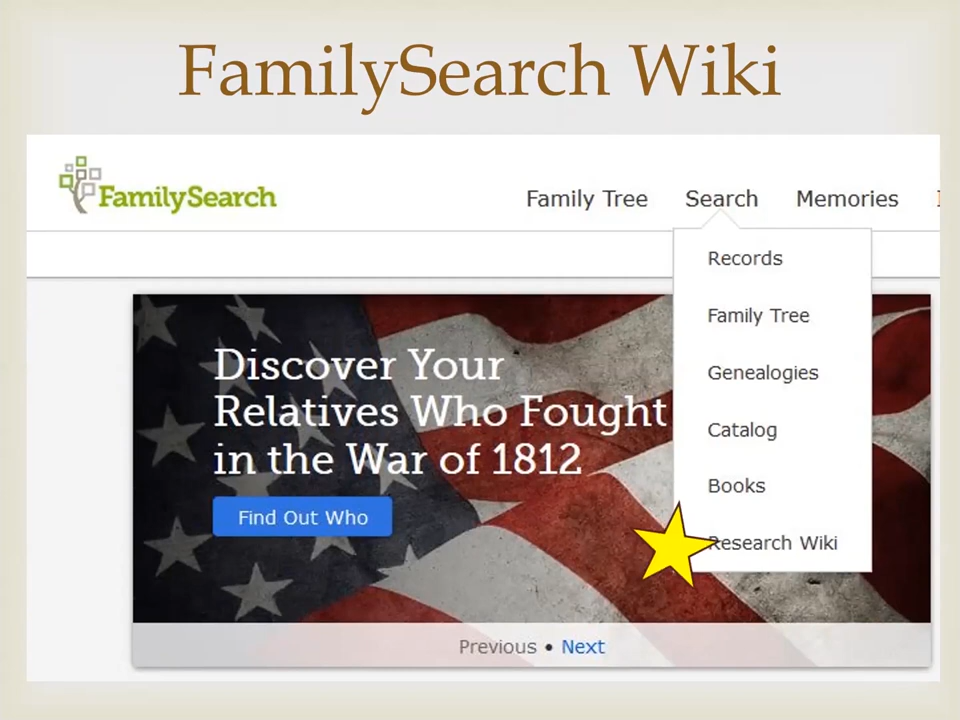 FamilySearch Wiki
FamilySearch
Family Tree Search Memories
Records
Family Tree
Genealogies
Catalog
Books
Research Wiki
Discover Your
Relatives Who Fought
in the War of 1812
Find Out Who
Previous • Next